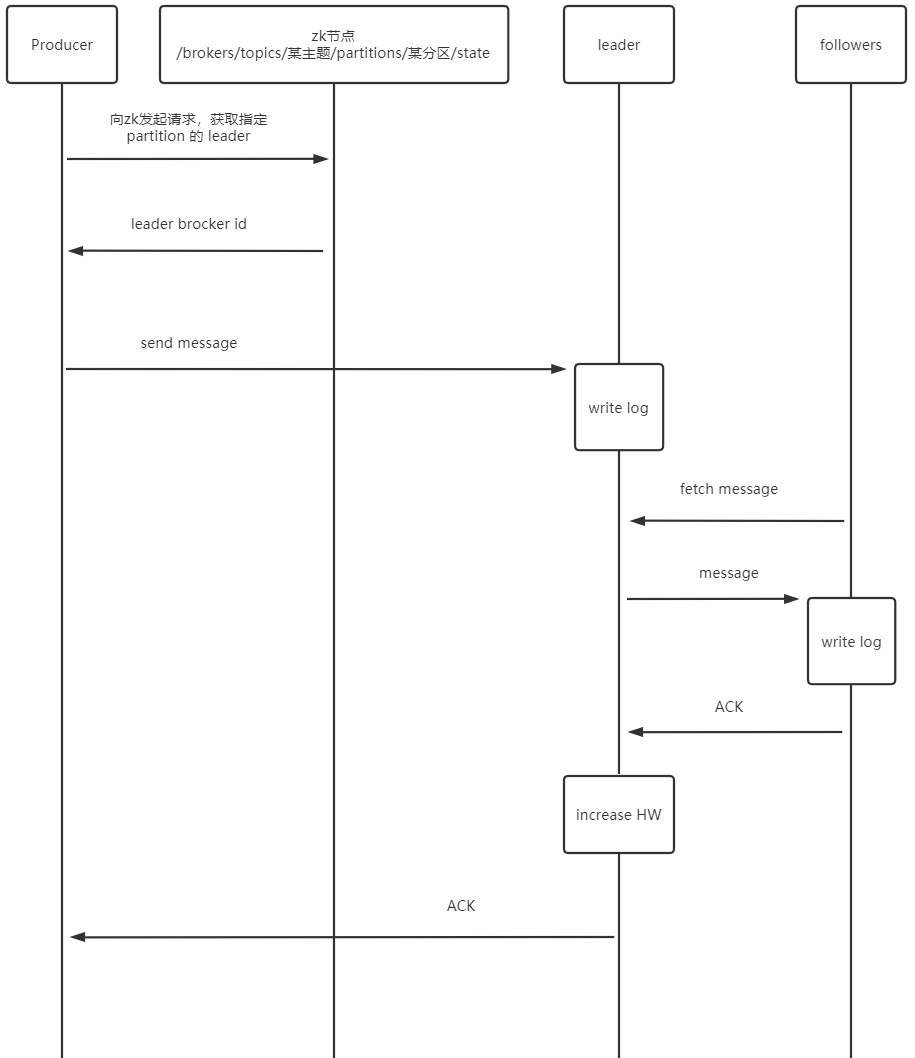 Producer
zk节点
/brokers/topics/某主题/partitions/某分区/state
leader
followers
向zk发起请求，获取指定
partition 的 leader
leader brocker id
send message
write log
fetch message
message
write log
ACK
increase HW
ACK